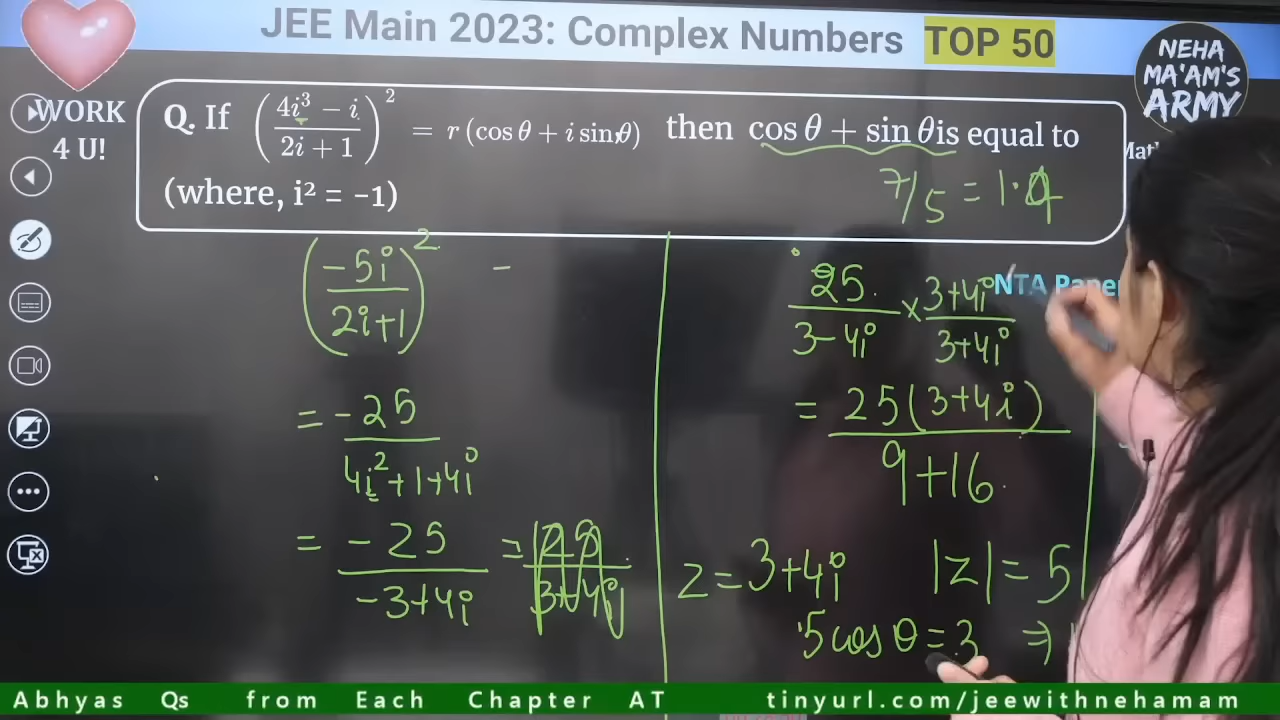 JEE Main 2023: Complex Numbers TOP 50
NEHA
MA'AM'S
ARMY
WORK
4 U!
Q. If ((4i³ − i)/(2i + 1))² = r (cos θ + i sin θ) then cos θ + sin θ is equal to
(where, i² = -1)
7/5 = 1.4
NTA
(-5i/(2i+1))² -
= -25/(4i²+1+4i)
= -25/(-3+4i) =
25/(3-4i) × (3+4i)/(3+4i)
= 25(3+4i)/(9+16)
z = 3+4i |z| = 5
5 cos θ = 3 ⇒
Abhyas Qs from Each Chapter AT tinyurl.com/jeewithnehamam